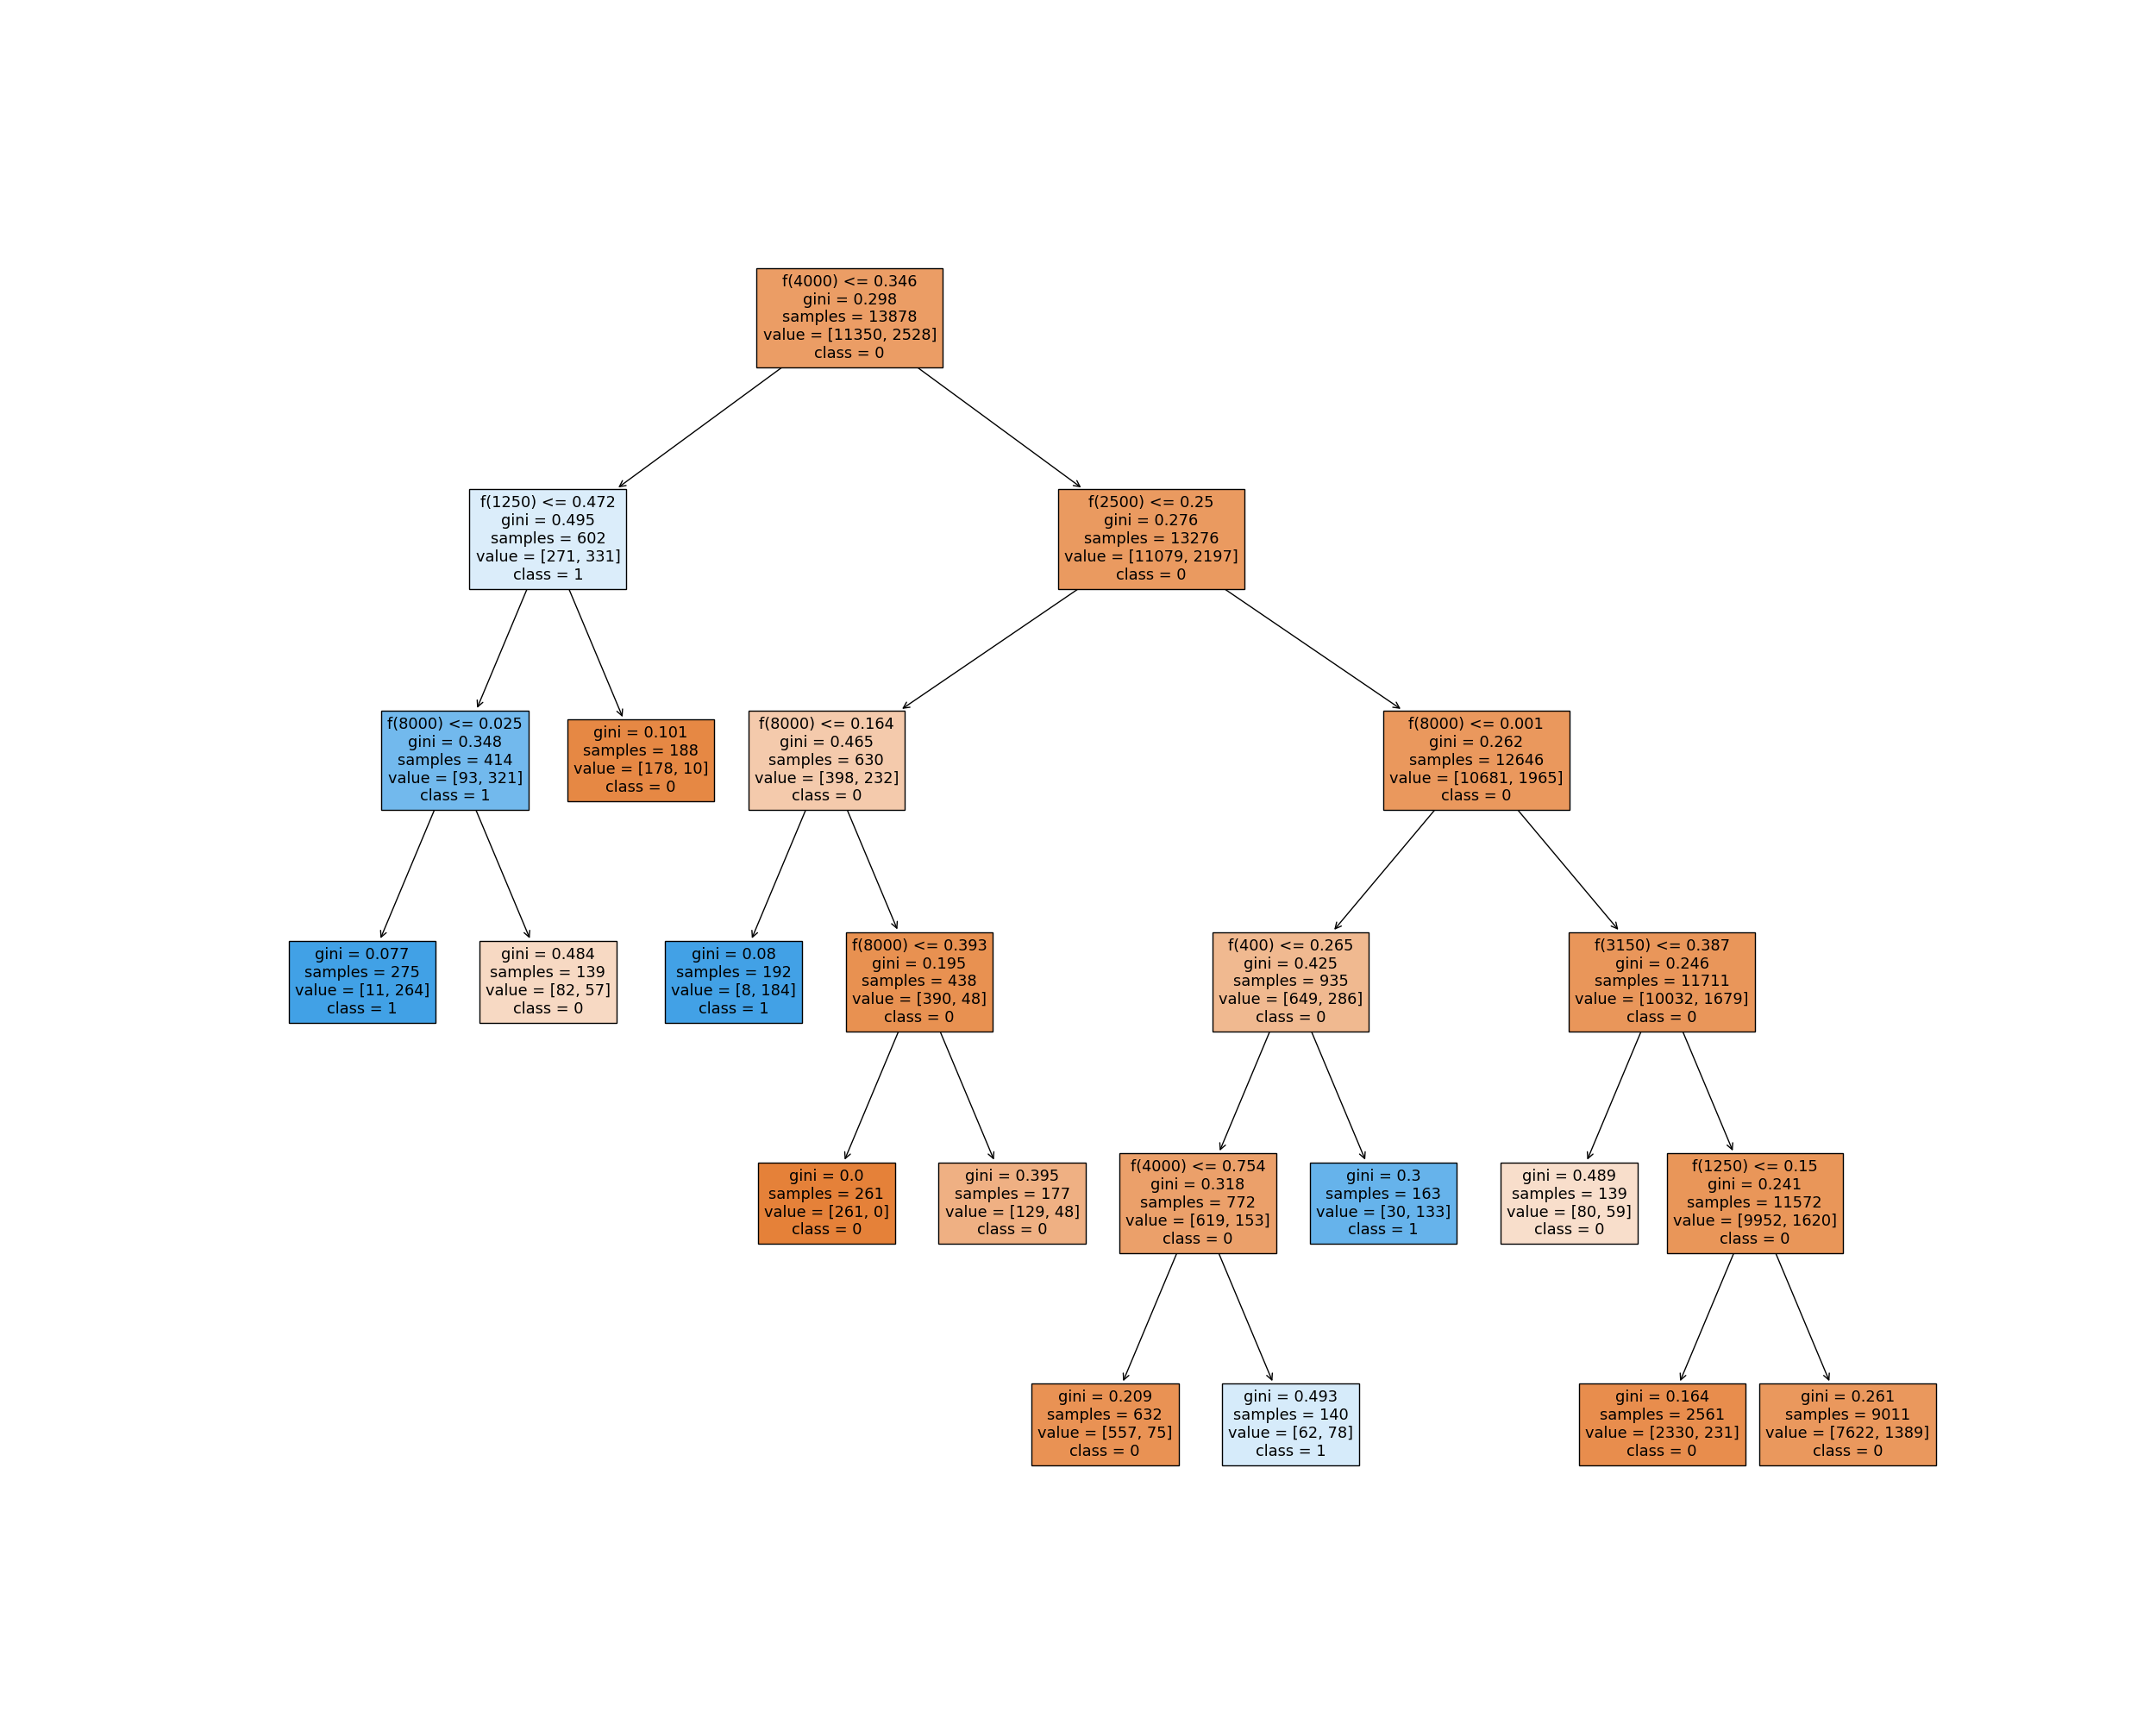 f(4000) <= 0.346
gini = 0.298
samples = 13878
value = [11350, 2528]
class = 0
f(1250) <= 0.472
gini = 0.495
samples = 602
value = [271, 331]
class = 1
f(2500) <= 0.25
gini = 0.276
samples = 13276
value = [11079, 2197]
class = 0
f(8000) <= 0.025
gini = 0.348
samples = 414
value = [93, 321]
class = 1
gini = 0.101
samples = 188
value = [178, 10]
class = 0
f(8000) <= 0.164
gini = 0.465
samples = 630
value = [398, 232]
class = 0
f(8000) <= 0.001
gini = 0.262
samples = 12646
value = [10681, 1965]
class = 0
gini = 0.077
samples = 275
value = [11, 264]
class = 1
gini = 0.484
samples = 139
value = [82, 57]
class = 0
gini = 0.08
samples = 192
value = [8, 184]
class = 1
f(8000) <= 0.393
gini = 0.195
samples = 438
value = [390, 48]
class = 0
f(400) <= 0.265
gini = 0.425
samples = 935
value = [649, 286]
class = 0
f(3150) <= 0.387
gini = 0.246
samples = 11711
value = [10032, 1679]
class = 0
gini = 0.0
samples = 261
value = [261, 0]
class = 0
gini = 0.395
samples = 177
value = [129, 48]
class = 0
f(4000) <= 0.754
gini = 0.318
samples = 772
value = [619, 153]
class = 0
gini = 0.3
samples = 163
value = [30, 133]
class = 1
gini = 0.489
samples = 139
value = [80, 59]
class = 0
f(1250) <= 0.15
gini = 0.241
samples = 11572
value = [9952, 1620]
class = 0
gini = 0.209
samples = 632
value = [557, 75]
class = 0
gini = 0.493
samples = 140
value = [62, 78]
class = 1
gini = 0.164
samples = 2561
value = [2330, 231]
class = 0
gini = 0.261
samples = 9011
value = [7622, 1389]
class = 0